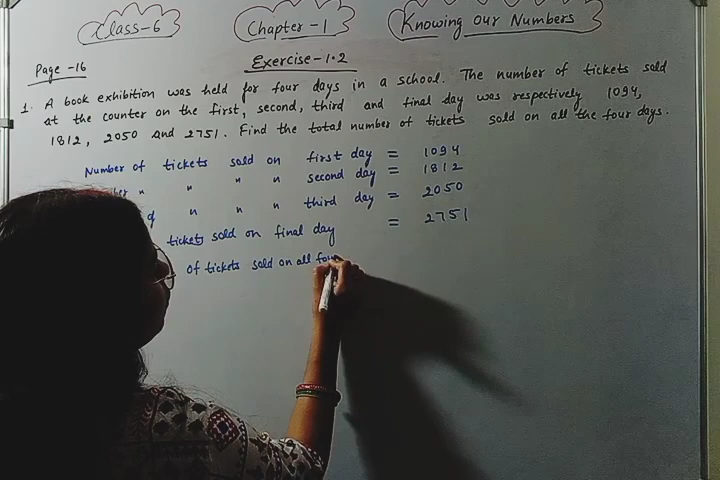 Class-6 Chapter-1 Knowing Our Numbers
Page-16 Exercise-1.2
1. A book exhibition was held for four days in a school. The number of tickets sold
at the counter on the first, second, third and final day was respectively 1094,
1812, 2050 and 2751. Find the total number of tickets sold on all the four days.
Number of tickets sold on first day = 1094
" " " second day = 1812
of " " " third day = 2050
tickets sold on final day = 2751
of tickets sold on all four